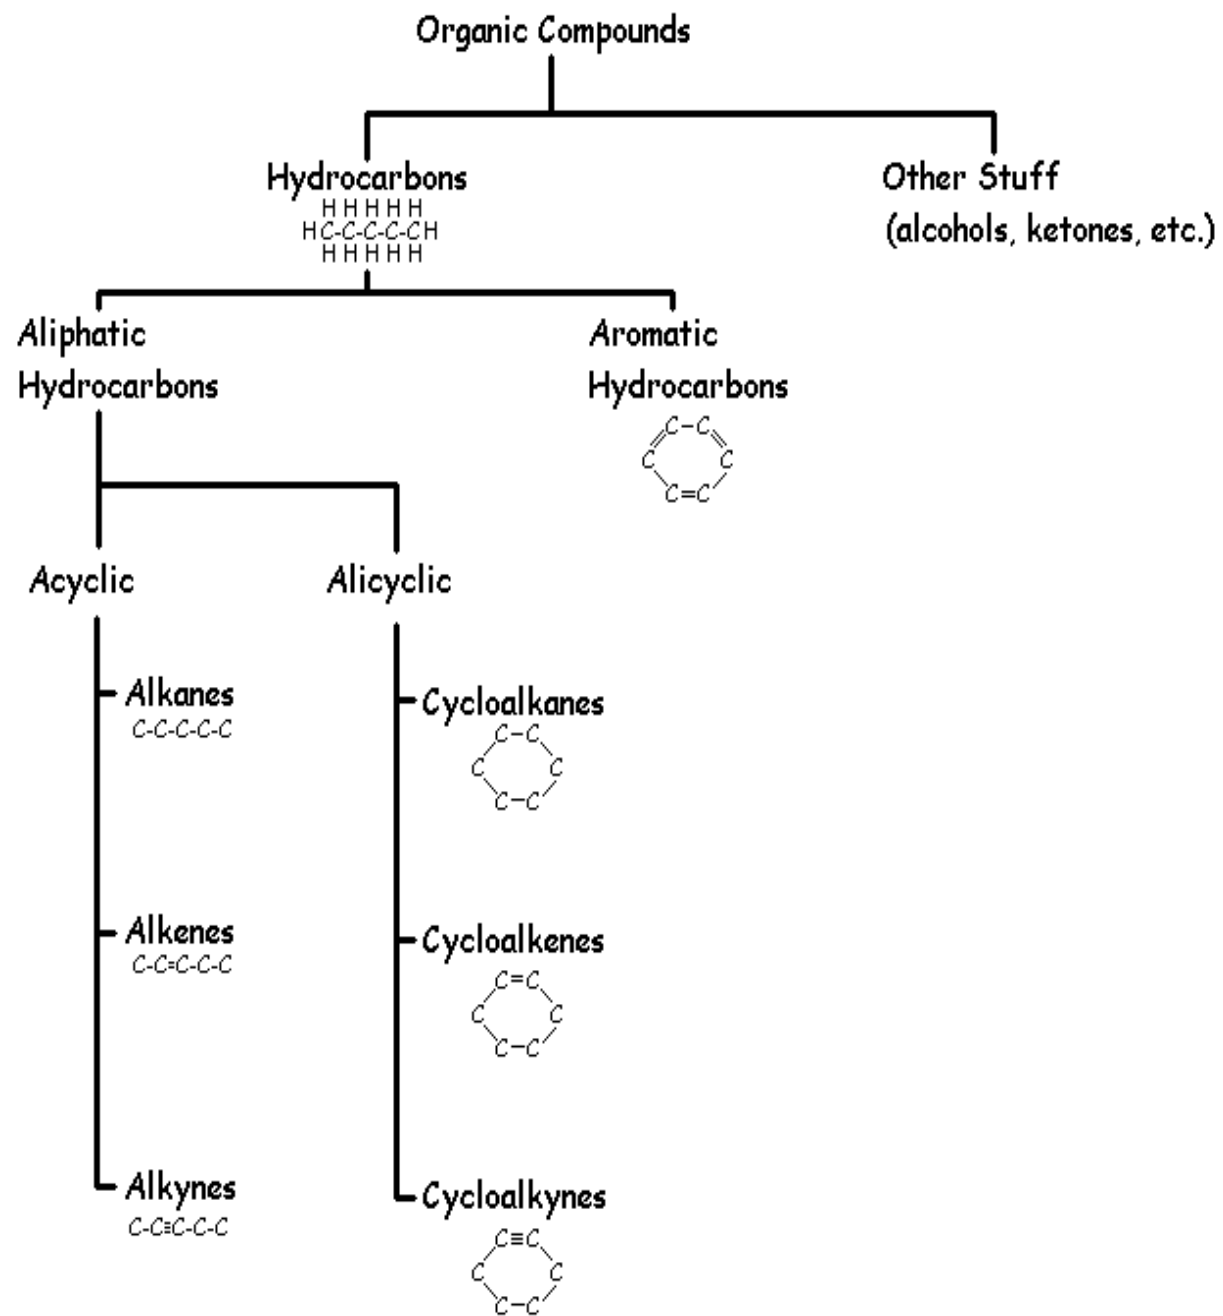 Organic Compounds
Hydrocarbons
H H H H H
HC-C-C-C-CH
H H H H H
Other Stuff
(alcohols, ketones, etc.)
Aliphatic
Hydrocarbons
Aromatic
Hydrocarbons
C-C
C C
C=C
Acyclic
Alicyclic
Alkanes
C-C-C-C-C
Cycloalkanes
C-C
C C
C-C
Alkenes
C-C=C-C-C
Cycloalkenes
C=C
C C
C-C
Alkynes
C-C≡C-C-C
Cycloalkynes
C≡C
C C
C-C